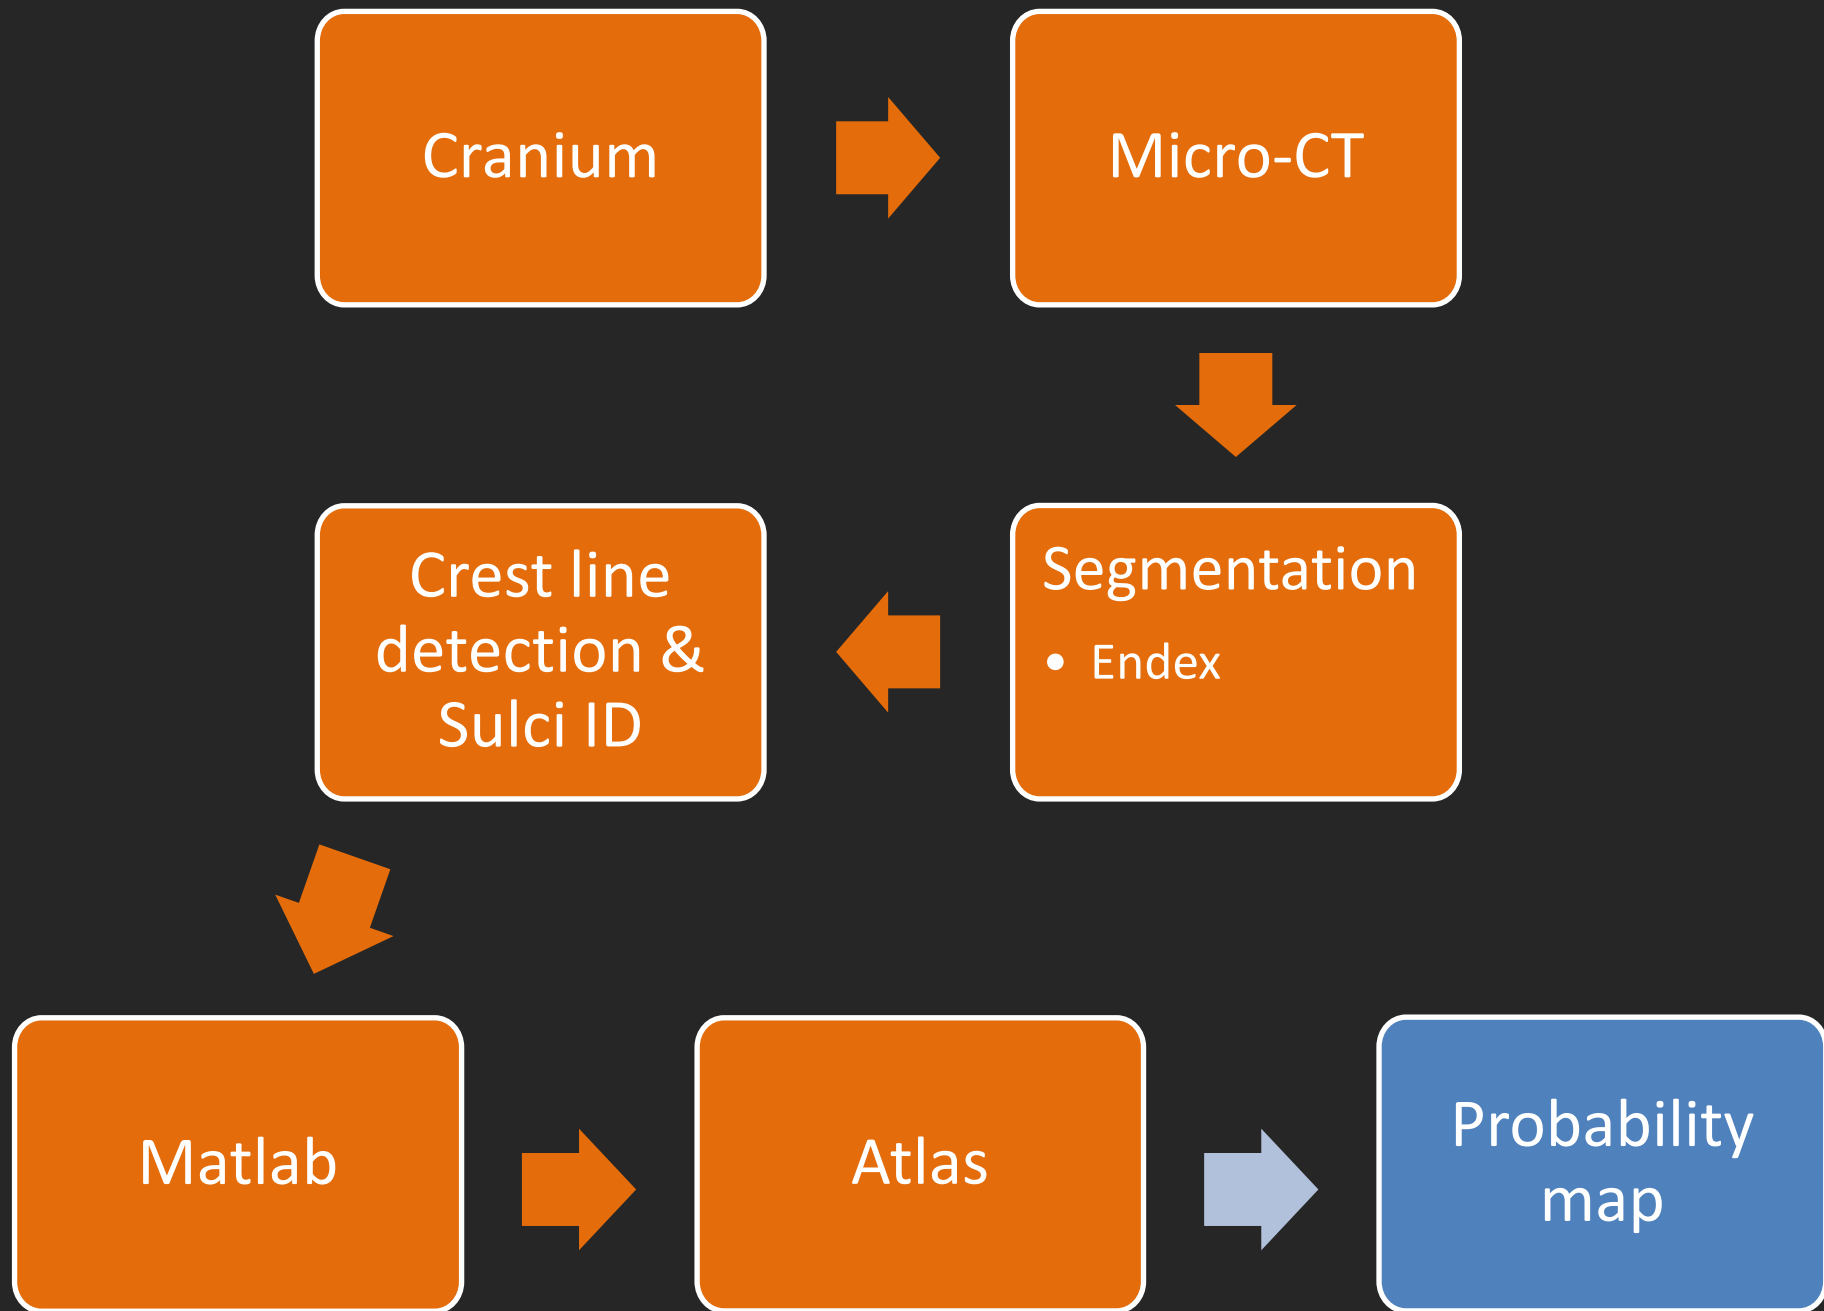 Cranium
Micro-CT
Segmentation
• Endex
Crest line
detection &
Sulci ID
Matlab
Atlas
Probability
map